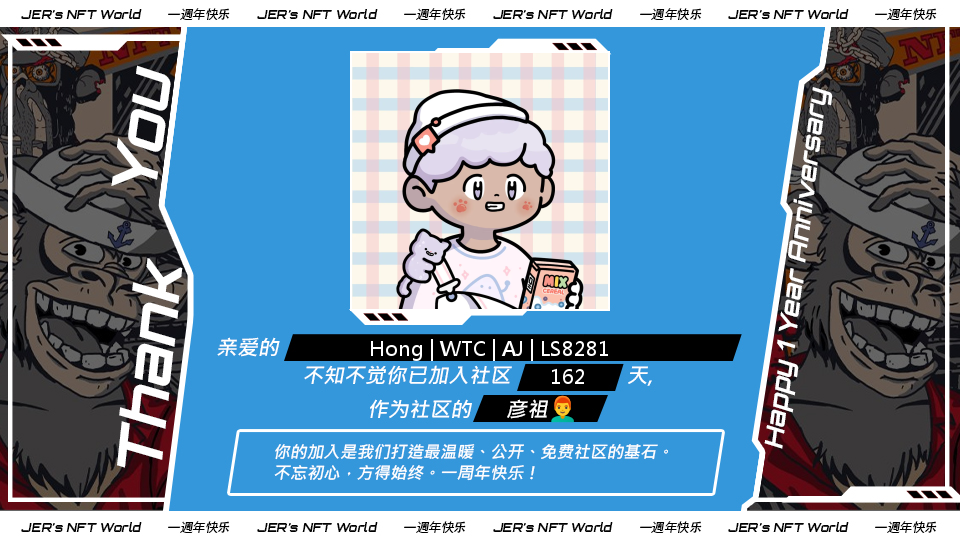 JER's NFT World 一週年快乐 JER's NFT World 一週年快乐 JER's NFT World 一週年快乐 JER's NFT World 一週年快乐
Thank You
MIX
CEREAL
Happy 1 Year Anniversary
亲爱的 Hong | WTC | AJ | LS8281
不知不觉你已加入社区 162 天,
作为社区的 彦祖👨‍🦰
你的加入是我们打造最温暖、公开、免费社区的基石。
不忘初心，方得始终。一周年快乐！
JER's NFT World 一週年快乐 JER's NFT World 一週年快乐 JER's NFT World 一週年快乐 JER's NFT World 一週年快乐